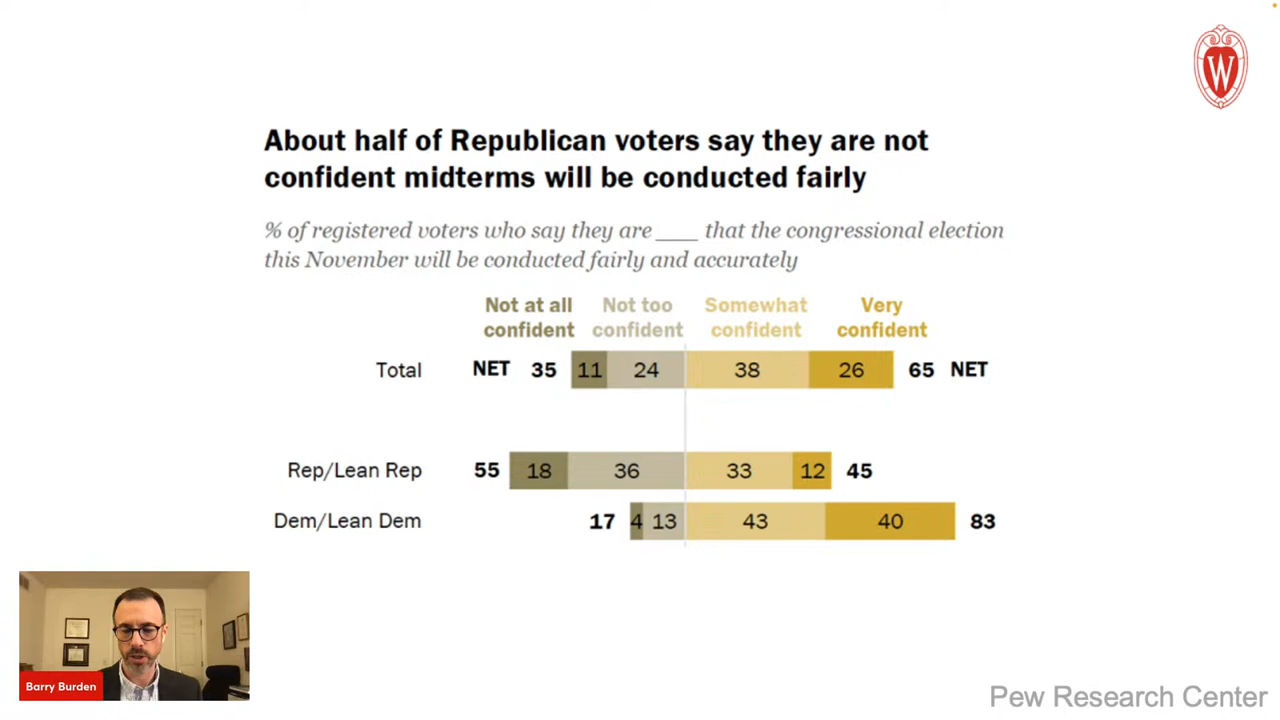 W
About half of Republican voters say they are not
confident midterms will be conducted fairly
% of registered voters who say they are ___ that the congressional election
this November will be conducted fairly and accurately
Not at all Not too Somewhat Very
confident confident confident confident
Total NET 35 11 24 38 26 65 NET
Rep/Lean Rep 55 18 36 33 12 45
Dem/Lean Dem 17 4 13 43 40 83
Barry Burden
Pew Research Center